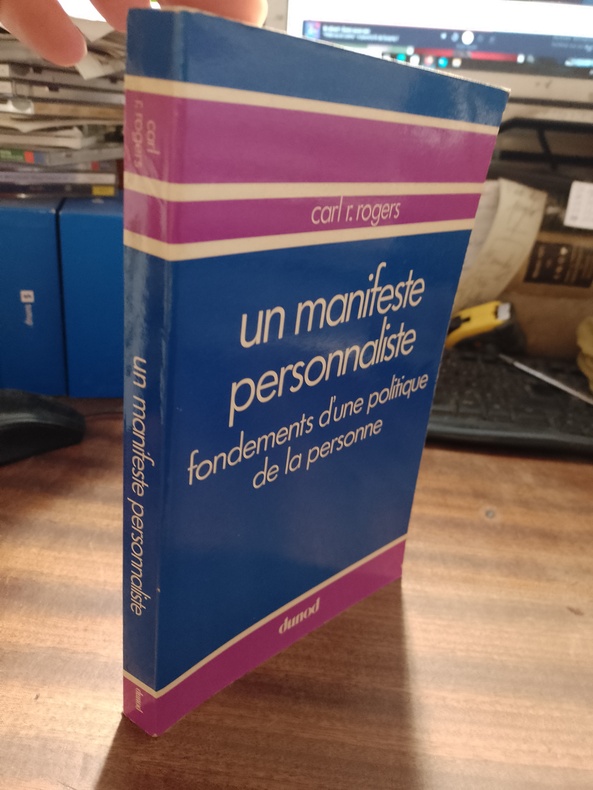 carl r. rogers
un manifeste
personnaliste
fondements d'une politique
de la personne
dunod
carl
r. rogers
un manifeste personnaliste
dunod